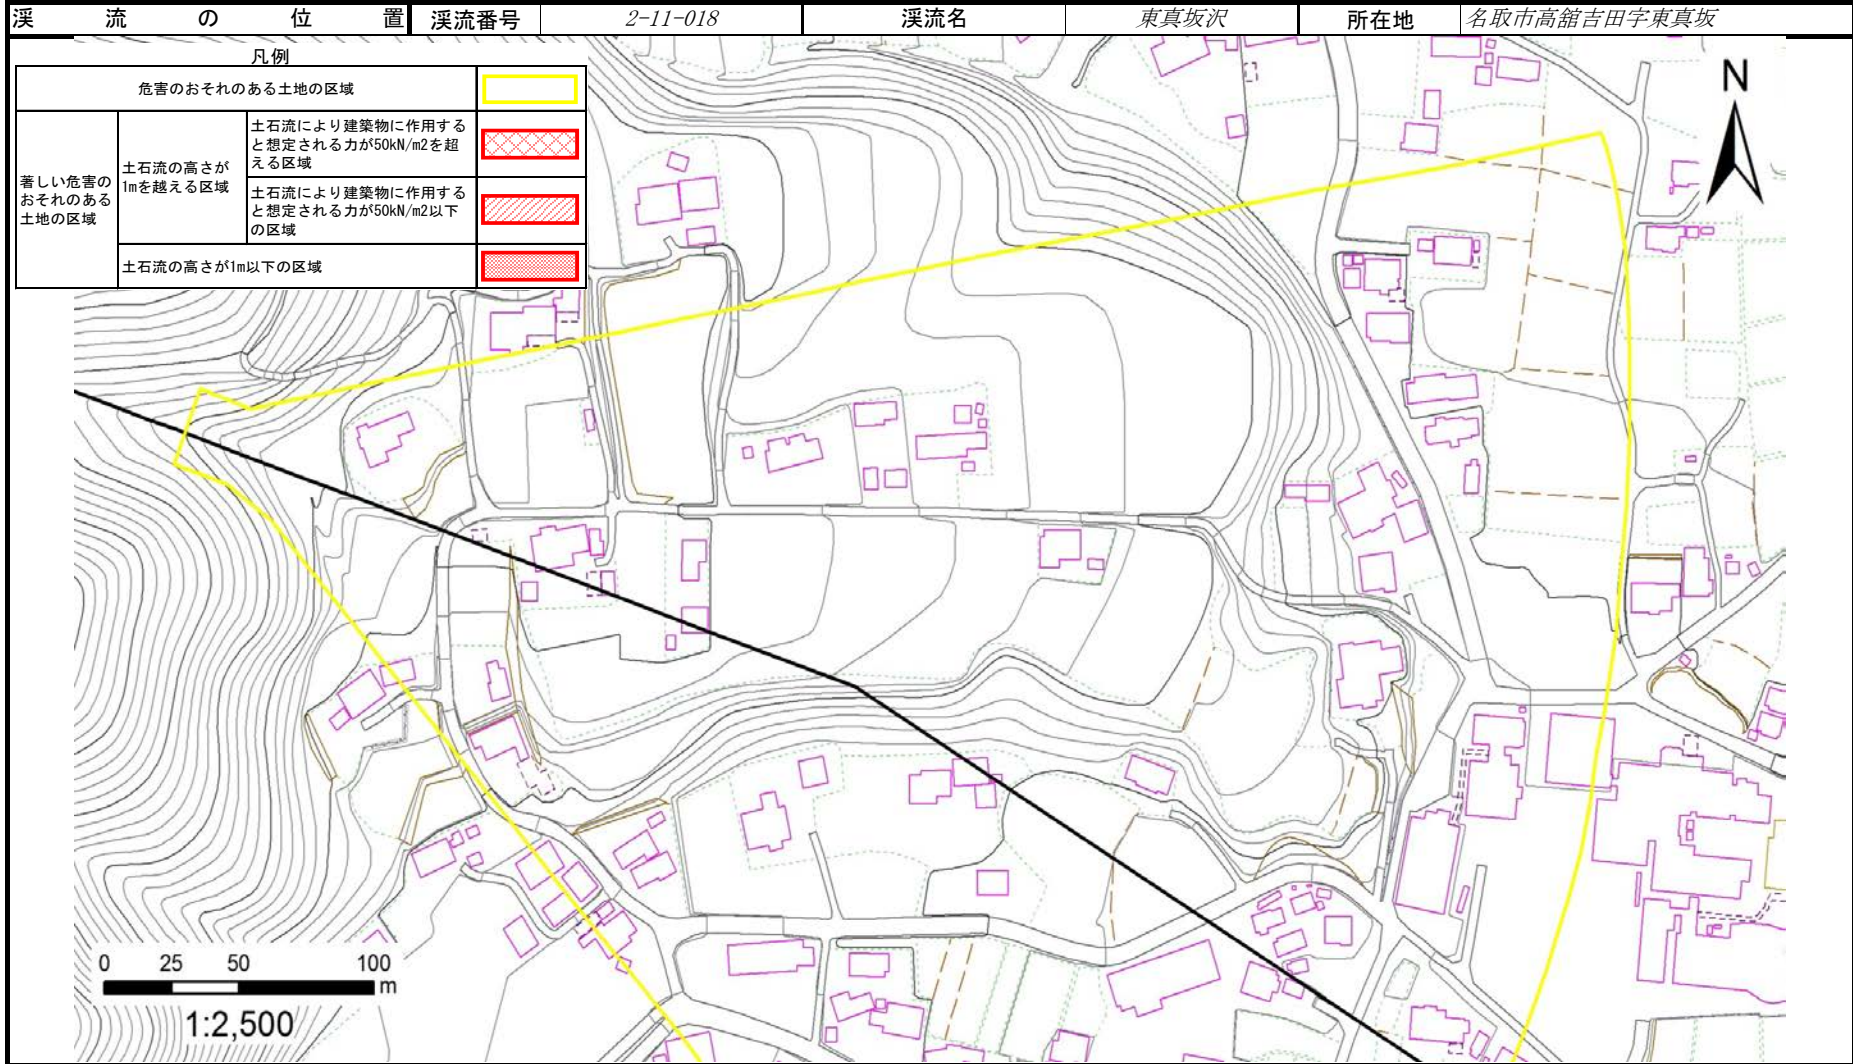 渓流の位置 渓流番号 2-11-018 渓流名 東真坂沢 所在地 名取市高舘吉田字東真坂
凡例
危害のおそれのある土地の区域
著しい危害の
おそれのある
土地の区域
土石流の高さが
1mを越える区域
土石流により建築物に作用する
と想定される力が50kN/m2を超
える区域
土石流により建築物に作用する
と想定される力が50kN/m2以下
の区域
土石流の高さが1m以下の区域
N
0 25 50 100
m
1:2,500